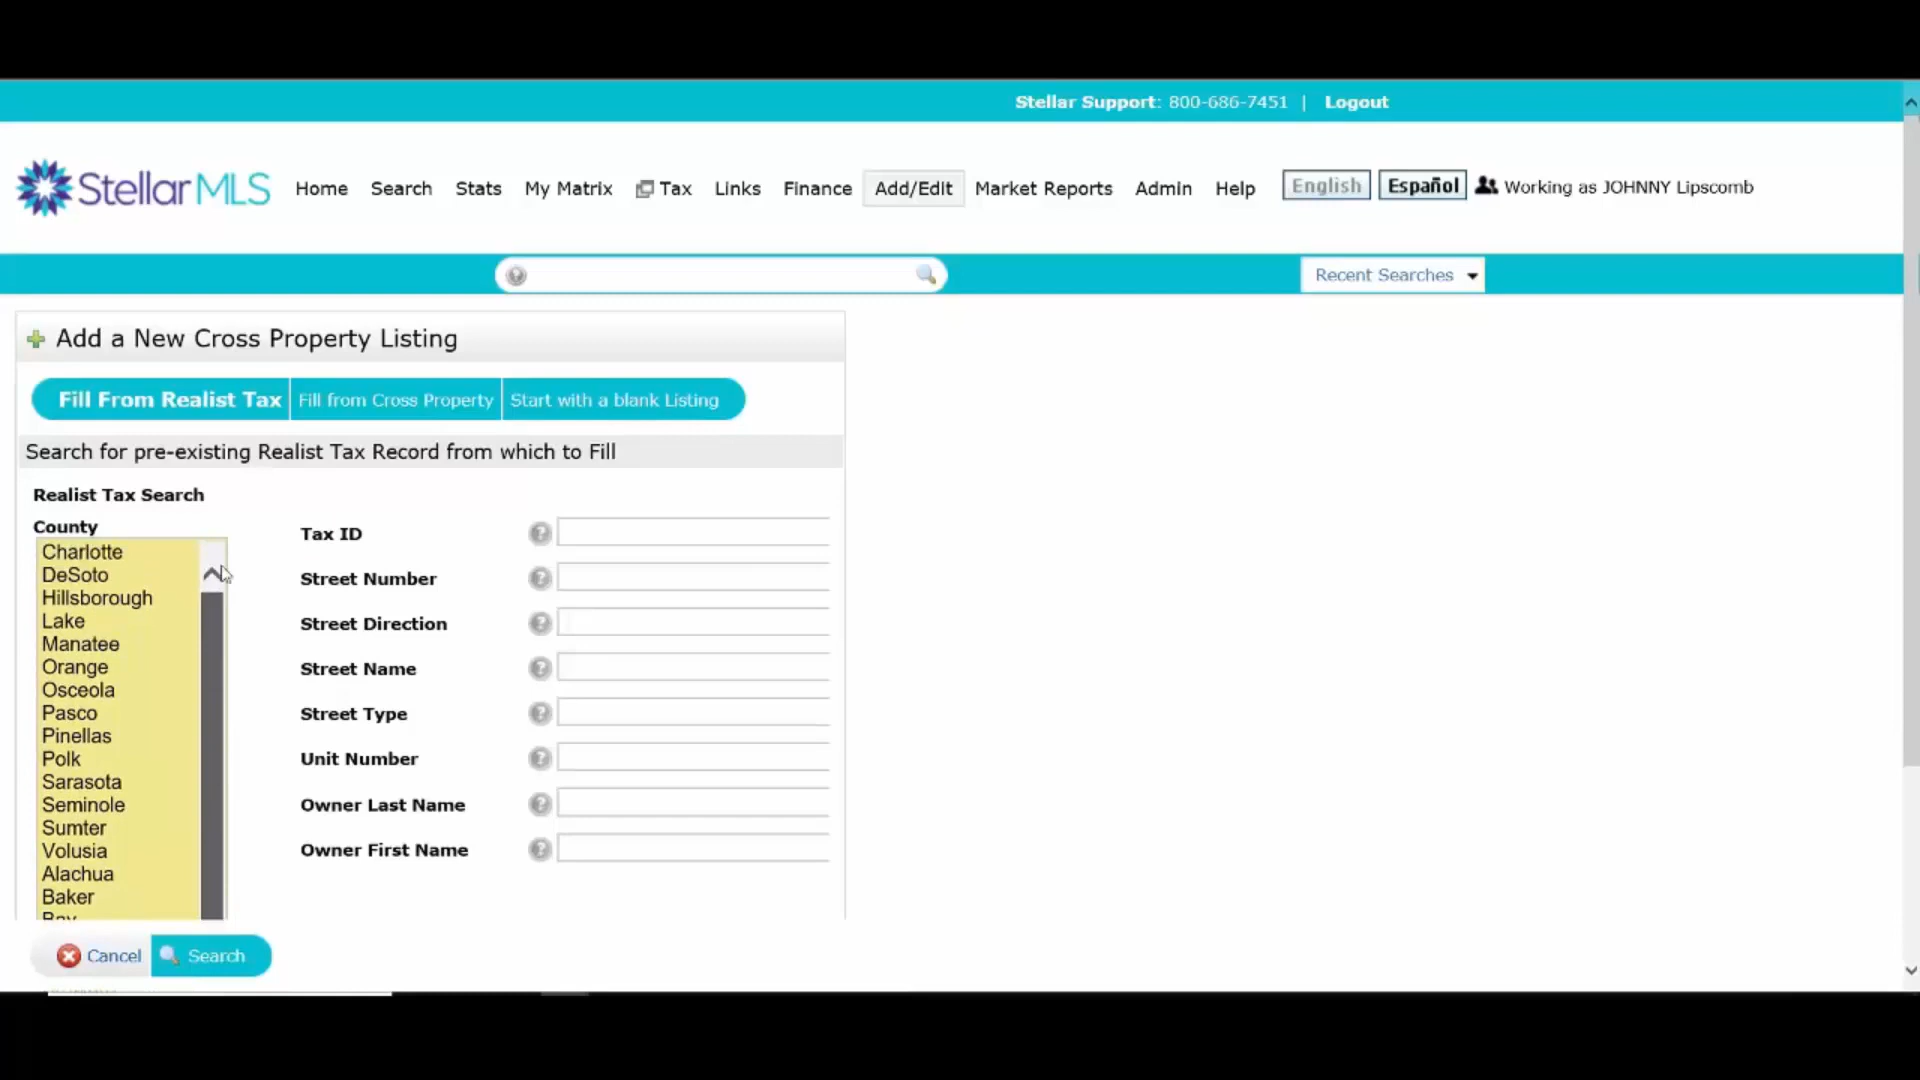 Stellar Support: 800-686-7451 | Logout
StellarMLS Home Search Stats My Matrix Tax Links Finance Add/Edit Market Reports Admin Help English Español Working as JOHNNY Lipscomb
Recent Searches
Add a New Cross Property Listing
Fill From Realist Tax Fill from Cross Property Start with a blank Listing
Search for pre-existing Realist Tax Record from which to Fill
Realist Tax Search
County
Charlotte
DeSoto
Hillsborough
Lake
Manatee
Orange
Osceola
Pasco
Pinellas
Polk
Sarasota
Seminole
Sumter
Volusia
Alachua
Baker
Bay
Tax ID
Street Number
Street Direction
Street Name
Street Type
Unit Number
Owner Last Name
Owner First Name
Cancel Search